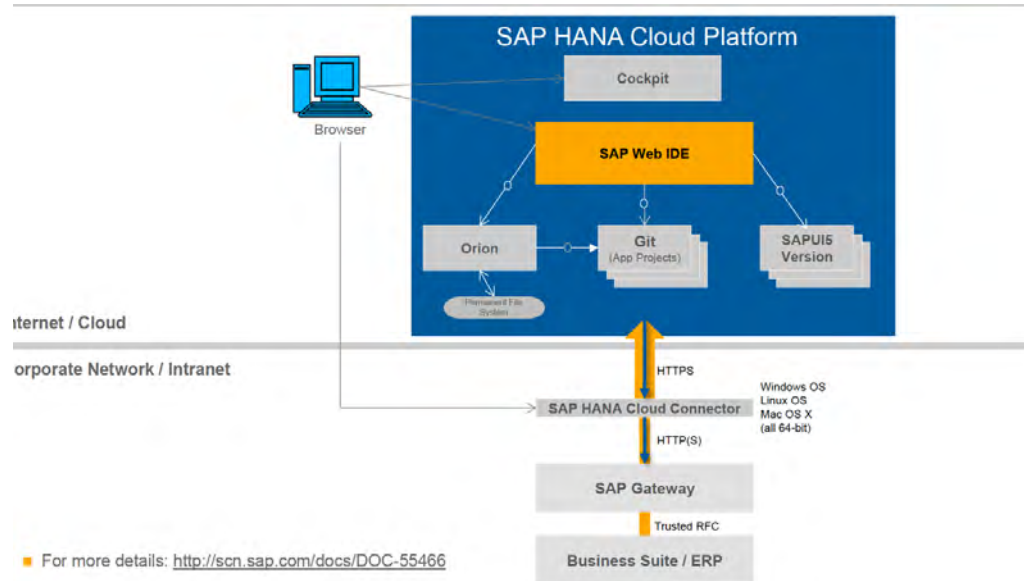 SAP HANA Cloud Platform
Cockpit
Browser
SAP Web IDE
Orion
Git
(App Projects)
SAPUI5
Version
Permanent File
System
nternet / Cloud
orporate Network / Intranet
HTTPS
Windows OS
Linux OS
Mac OS X
(all 64-bit)
SAP HANA Cloud Connector
HTTP(S)
SAP Gateway
Trusted RFC
Business Suite / ERP
For more details: http://scn.sap.com/docs/DOC-55466